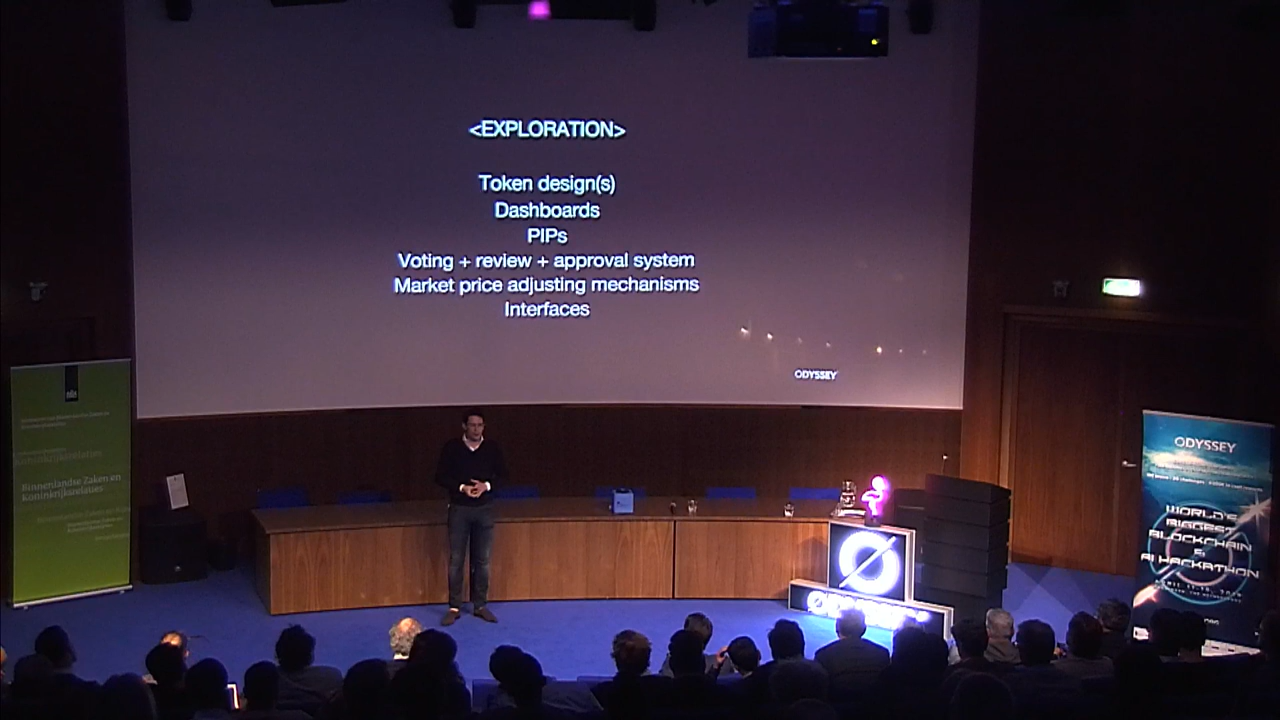 <EXPLORATION>
Token design(s)
Dashboards
PIPs
Voting + review + approval system
Market price adjusting mechanisms
Interfaces
ODYSSEY
Binnenlandse Zaken en
Koninkrijksrelaties
ODYSSEY
WORLD'S
BIGGEST
BLOCKCHAIN
&
AI HACKATHON
ODYSSEY